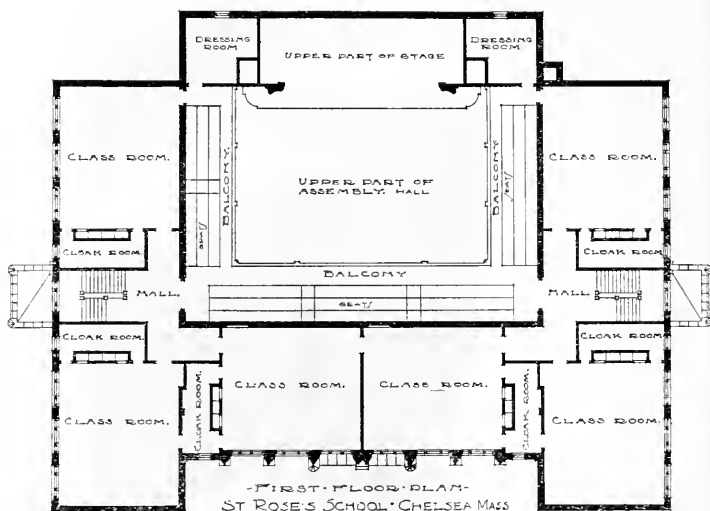 DRESSING
ROOM
UPPER PART OF STAGE
DRESSING
ROOM
CLASS ROOM.
BALCONY
SEATS
UPPER PART OF
ASSEMBLY HALL
BALCONY
SEATS
CLASS ROOM.
CLOAK ROOM.
CLOAK ROOM.
BALCONY
HALL.
SEATS
HALL.
CLOAK ROOM.
CLOAK ROOM.
CLASS ROOM.
CLOAK ROOM.
CLASS ROOM.
CLASS ROOM.
CLOAK ROOM.
CLASS ROOM.
-FIRST·FLOOR·PLAN-
ST ROSE'S SCHOOL·CHELSEA MASS